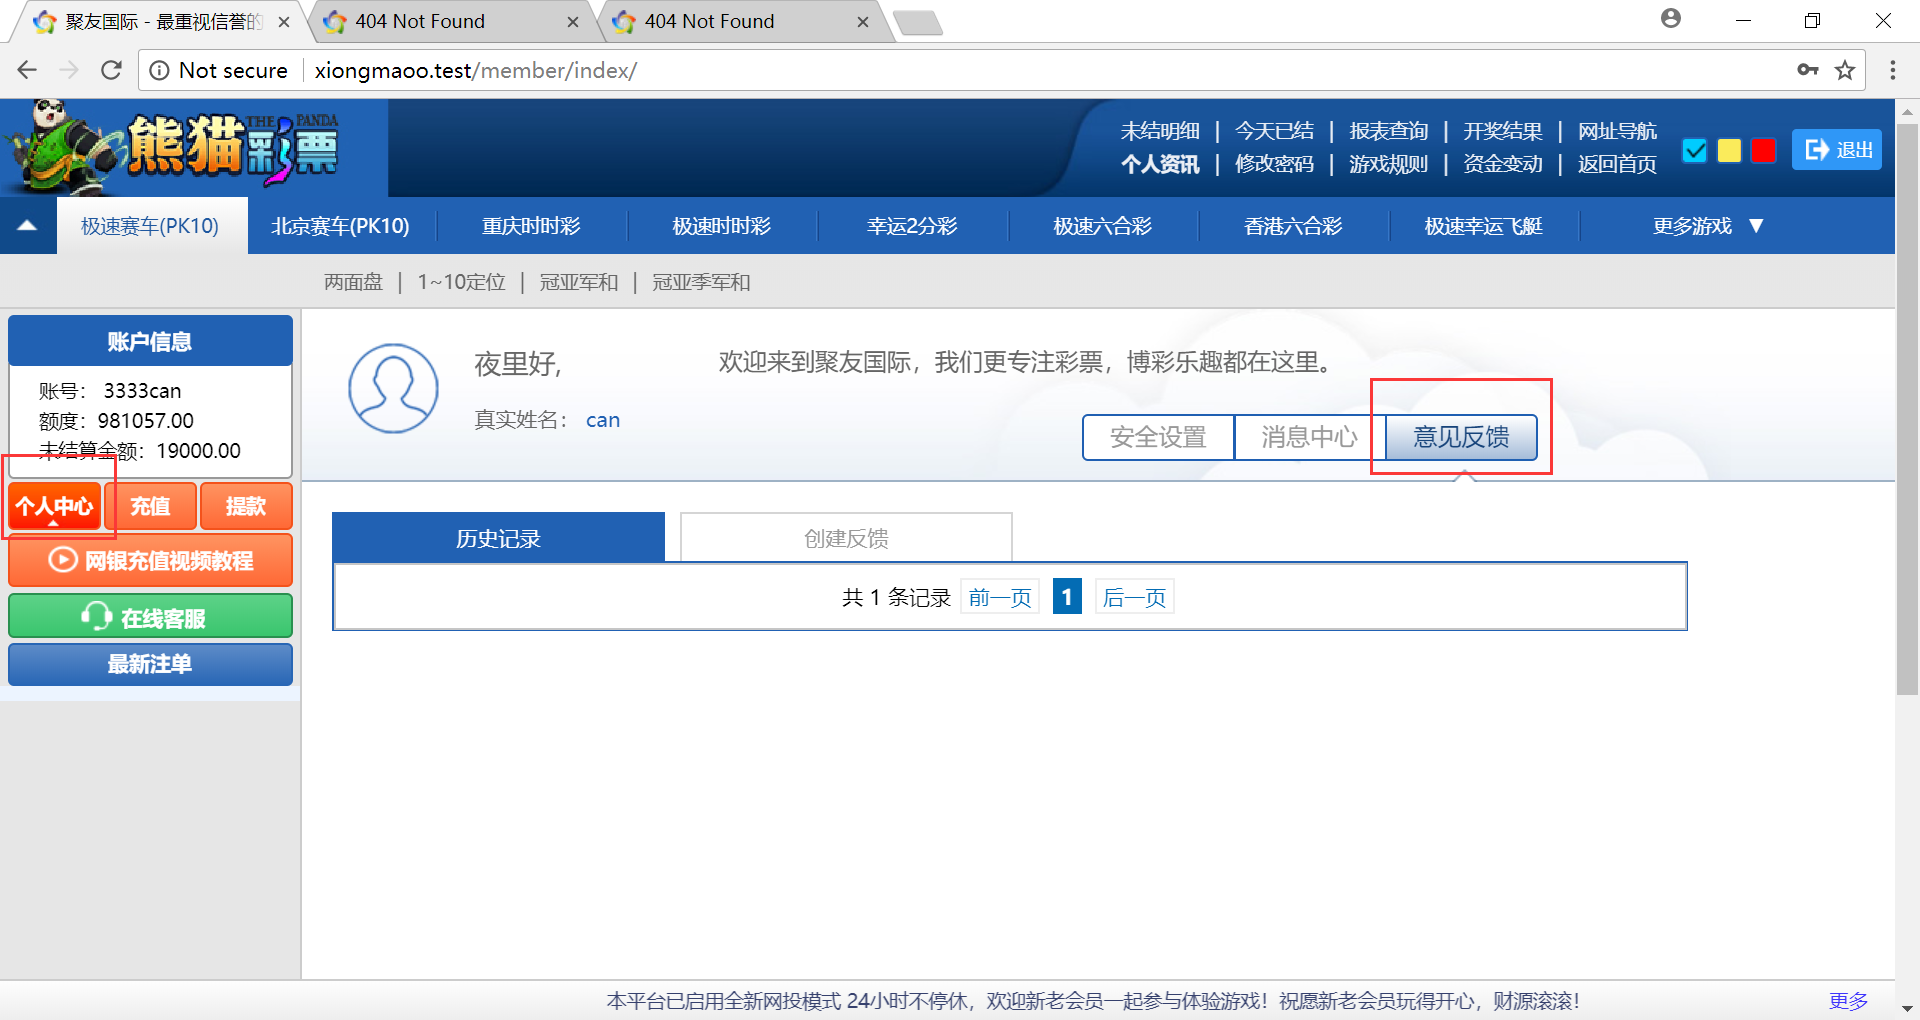 聚友国际 - 最重视信誉的
404 Not Found
404 Not Found
Not secure
xiongmaoo.test/member/index/
THE PANDA
熊猫彩票
未结明细 | 今天已结 | 报表查询 | 开奖结果 | 网址导航
个人资讯 | 修改密码 | 游戏规则 | 资金变动 | 返回首页
退出
极速赛车(PK10) 北京赛车(PK10) 重庆时时彩 极速时时彩 幸运2分彩 极速六合彩 香港六合彩 极速幸运飞艇 更多游戏 ▼
两面盘 | 1~10定位 | 冠亚军和 | 冠亚季军和
账户信息
账号: 3333can
额度: 981057.00
未结算金额: 19000.00
个人中心 充值 提款
网银充值视频教程
在线客服
最新注单
夜里好,
欢迎来到聚友国际，我们更专注彩票，博彩乐趣都在这里。
真实姓名: can
安全设置 消息中心 意见反馈
历史记录 创建反馈
共 1 条记录 前一页 1 后一页
本平台已启用全新网投模式 24小时不停休，欢迎新老会员一起参与体验游戏！祝愿新老会员玩得开心，财源滚滚！
更多